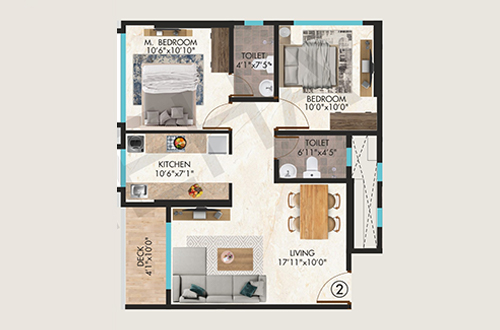 M. BEDROOM
10'6"x10'10"
TOILET
4'1"x7'5"
BEDROOM
10'0"x10'0"
TOILET
6'11"x4'5"
KITCHEN
10'6"x7'1"
DECK
4'1"x10'0"
LIVING
17'11"x10'0"
2